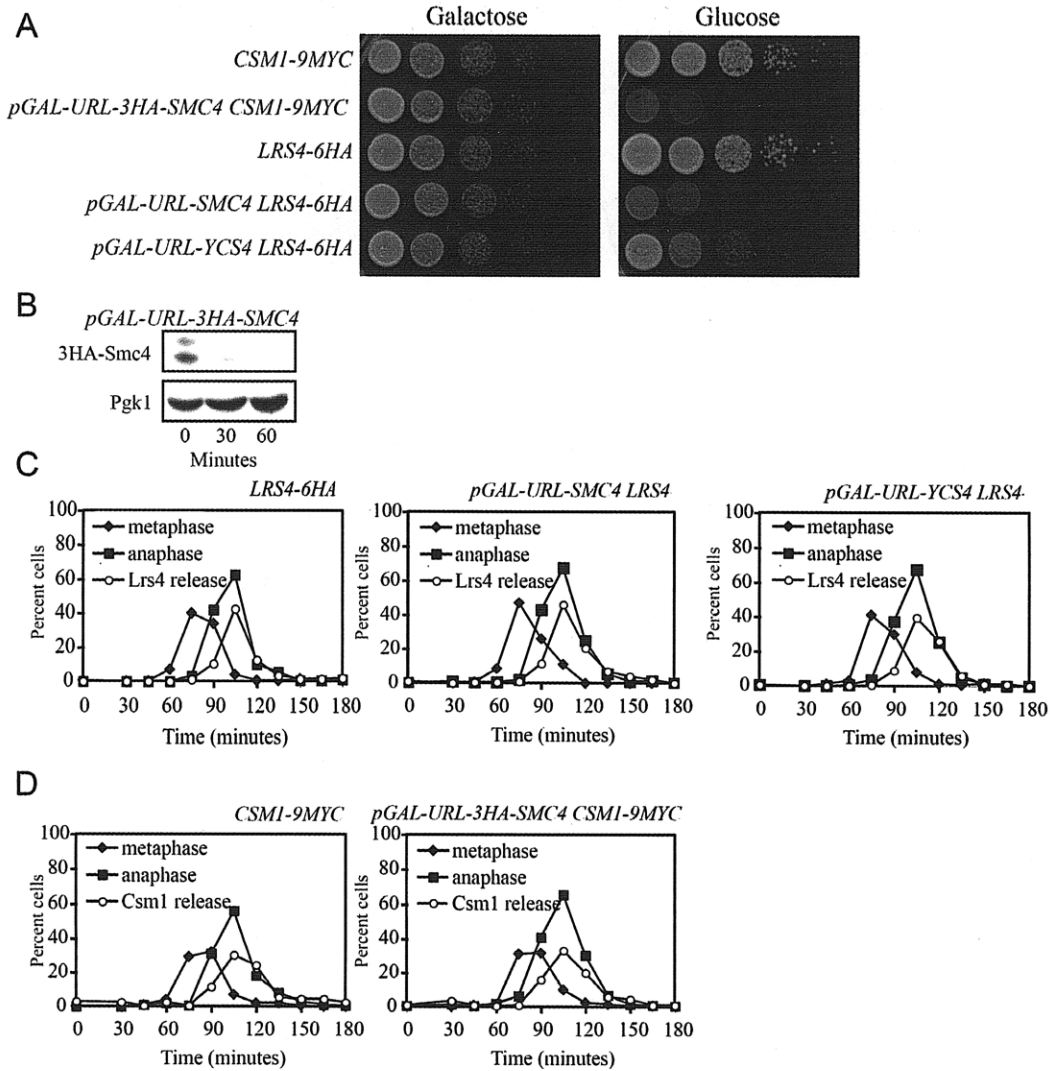 A
Galactose
Glucose
CSM1-9MYC
pGAL-URL-3HA-SMC4 CSM1-9MYC
LRS4-6HA
pGAL-URL-SMC4 LRS4-6HA
pGAL-URL-YCS4 LRS4-6HA
B
pGAL-URL-3HA-SMC4
3HA-Smc4
Pgk1
0 30 60
Minutes
C
LRS4-6HA
Percent cells
100
80
60
40
20
0
metaphase
anaphase
Lrs4 release
0 30 60 90 120 150 180
Time (minutes)
pGAL-URL-SMC4 LRS4-
Percent cells
100
80
60
40
20
0
metaphase
anaphase
Lrs4 release
0 30 60 90 120 150 180
Time (minutes)
pGAL-URL-YCS4 LRS4-
Percent cells
100
80
60
40
20
0
metaphase
anaphase
Lrs4 release
0 30 60 90 120 150 180
Time (minutes)
D
CSM1-9MYC
Percent cells
100
80
60
40
20
0
metaphase
anaphase
Csm1 release
0 30 60 90 120 150 180
Time (minutes)
pGAL-URL-3HA-SMC4 CSM1-9MYC
Percent cells
100
80
60
40
20
0
metaphase
anaphase
Csm1 release
0 30 60 90 120 150 180
Time (minutes)